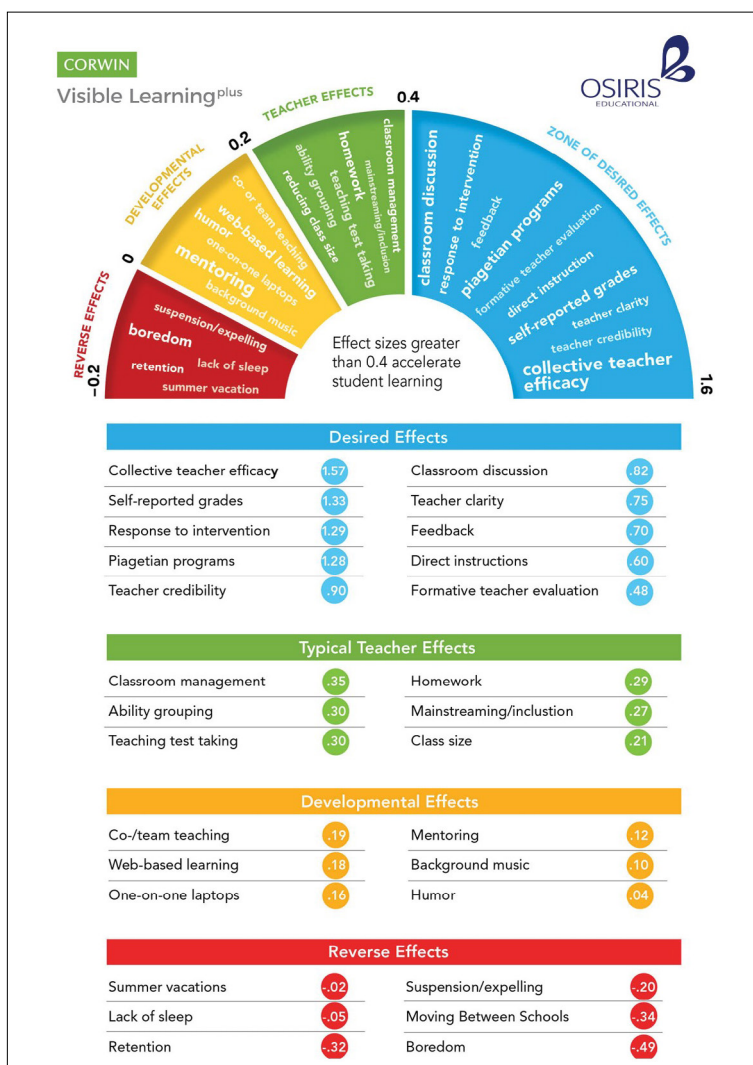 CORWIN
Visible Learningplus
OSIRIS
EDUCATIONAL
REVERSE EFFECTS
DEVELOPMENTAL
EFFECTS
TEACHER EFFECTS
ZONE OF DESIRED EFFECTS
−0.2
0
0.2
0.4
1.6
suspension/expelling
boredom
lack of sleep
retention
summer vacation
co- or team teaching
web-based learning
humor
one-on-one laptops
mentoring
background music
classroom management
mainstreaming/inclusion
homework
teaching test taking
ability grouping
reducing class size
classroom discussion
response to intervention
feedback
piagetian programs
formative teacher evaluation
direct instruction
self-reported grades
teacher clarity
teacher credibility
collective teacher
efficacy
Effect sizes greater
than 0.4 accelerate
student learning
Desired Effects
Collective teacher efficacy 1.57 Classroom discussion .82
Self-reported grades 1.33 Teacher clarity .75
Response to intervention 1.29 Feedback .70
Piagetian programs 1.28 Direct instructions .60
Teacher credibility .90 Formative teacher evaluation .48
Typical Teacher Effects
Classroom management .35 Homework .29
Ability grouping .30 Mainstreaming/inclustion .27
Teaching test taking .30 Class size .21
Developmental Effects
Co-/team teaching .19 Mentoring .12
Web-based learning .18 Background music .10
One-on-one laptops .16 Humor .04
Reverse Effects
Summer vacations -.02 Suspension/expelling -.20
Lack of sleep -.05 Moving Between Schools -.34
Retention -.32 Boredom -.49